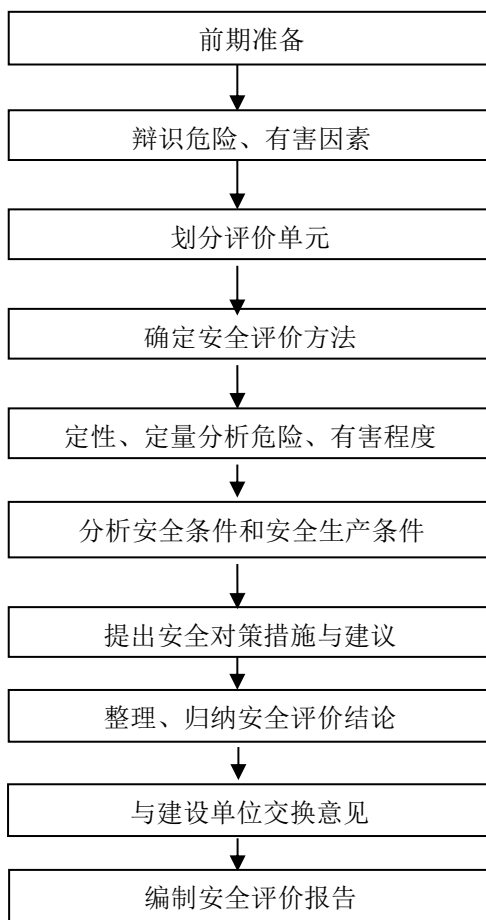 前期准备
辩识危险、有害因素
划分评价单元
确定安全评价方法
定性、定量分析危险、有害程度
分析安全条件和安全生产条件
提出安全对策措施与建议
整理、归纳安全评价结论
与建设单位交换意见
编制安全评价报告